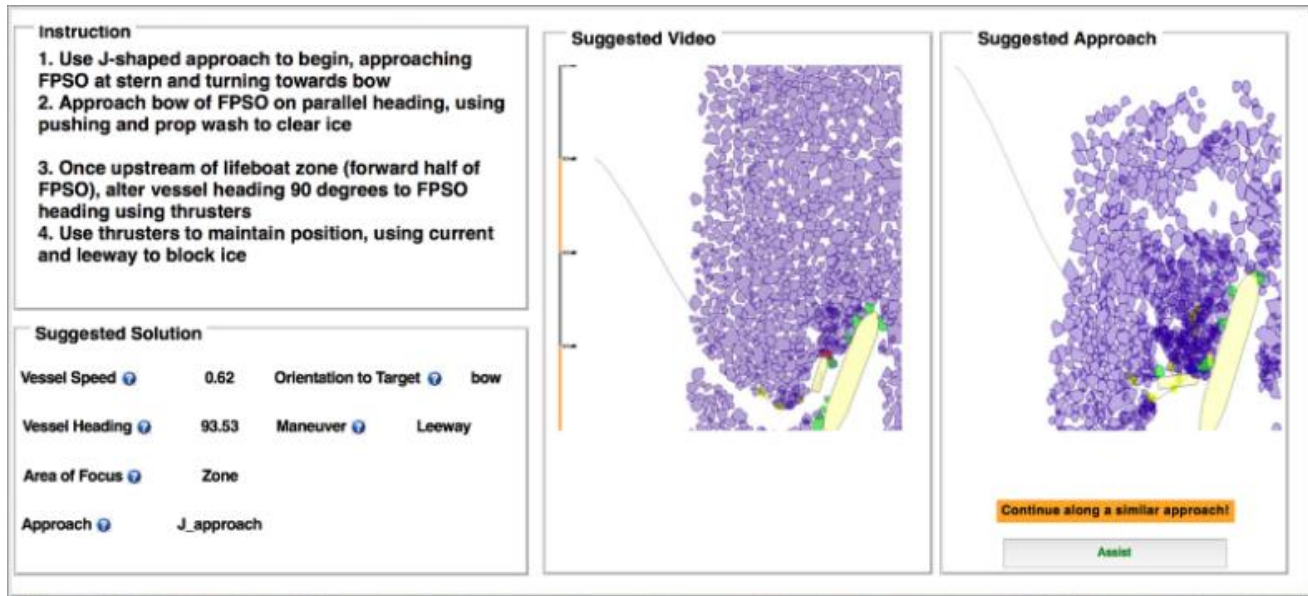 Instruction
1. Use J-shaped approach to begin, approaching
FPSO at stern and turning towards bow
2. Approach bow of FPSO on parallel heading, using
pushing and prop wash to clear ice
3. Once upstream of lifeboat zone (forward half of
FPSO), alter vessel heading 90 degrees to FPSO
heading using thrusters
4. Use thrusters to maintain position, using current
and leeway to block ice
Suggested Solution
Vessel Speed ? 0.62 Orientation to Target ? bow
Vessel Heading ? 93.53 Maneuver ? Leeway
Area of Focus ? Zone
Approach ? J_approach
Suggested Video
Suggested Approach
Continue along a similar approach!
Assist